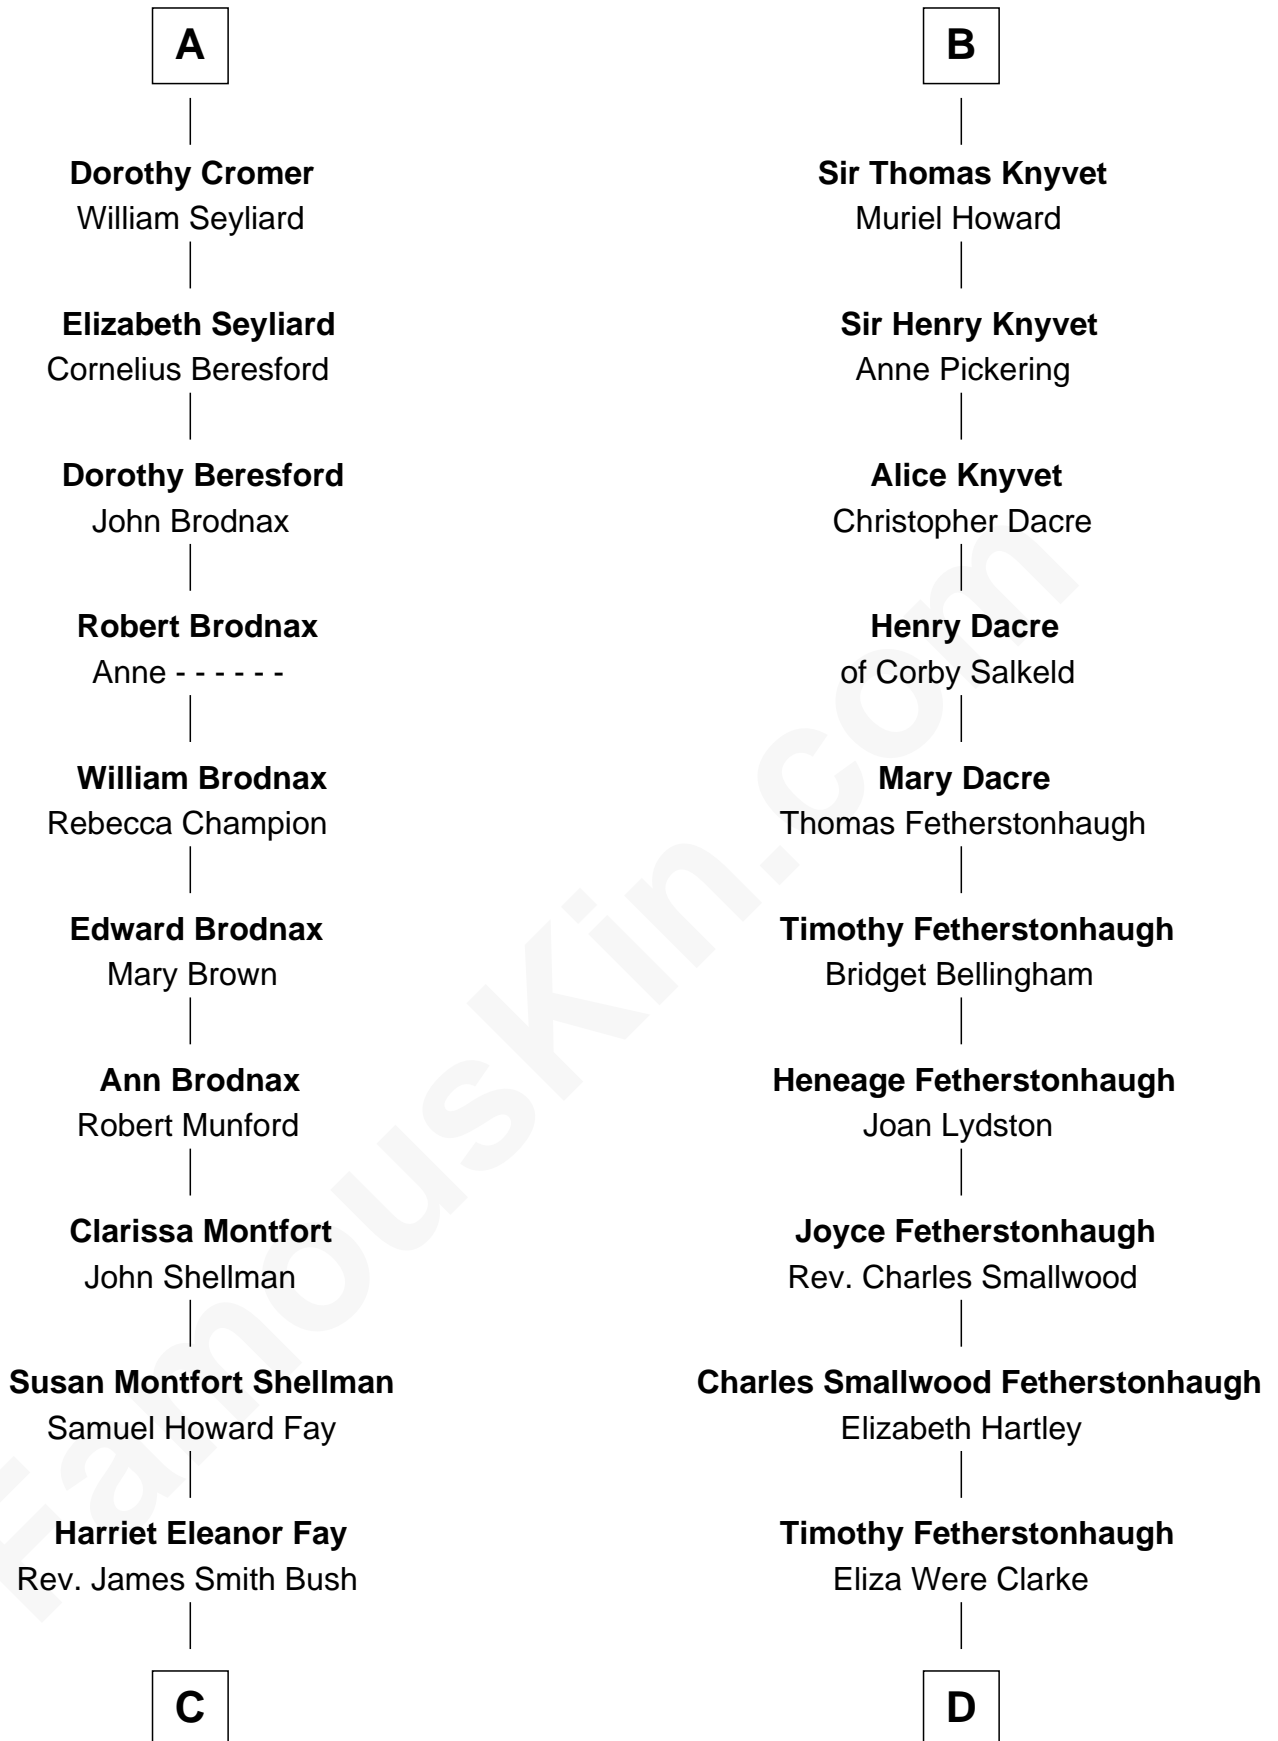 A
Dorothy Cromer
William Seyliard
Elizabeth Seyliard
Cornelius Beresford
Dorothy Beresford
John Brodnax
Robert Brodnax
Anne - - - - - -
William Brodnax
Rebecca Champion
Edward Brodnax
Mary Brown
Ann Brodnax
Robert Munford
Clarissa Montfort
John Shellman
Susan Montfort Shellman
Samuel Howard Fay
Harriet Eleanor Fay
Rev. James Smith Bush
C
B
Sir Thomas Knyvet
Muriel Howard
Sir Henry Knyvet
Anne Pickering
Alice Knyvet
Christopher Dacre
Henry Dacre
of Corby Salkeld
Mary Dacre
Thomas Fetherstonhaugh
Timothy Fetherstonhaugh
Bridget Bellingham
Heneage Fetherstonhaugh
Joan Lydston
Joyce Fetherstonhaugh
Rev. Charles Smallwood
Charles Smallwood Fetherstonhaugh
Elizabeth Hartley
Timothy Fetherstonhaugh
Eliza Were Clarke
D
FamousKin.com